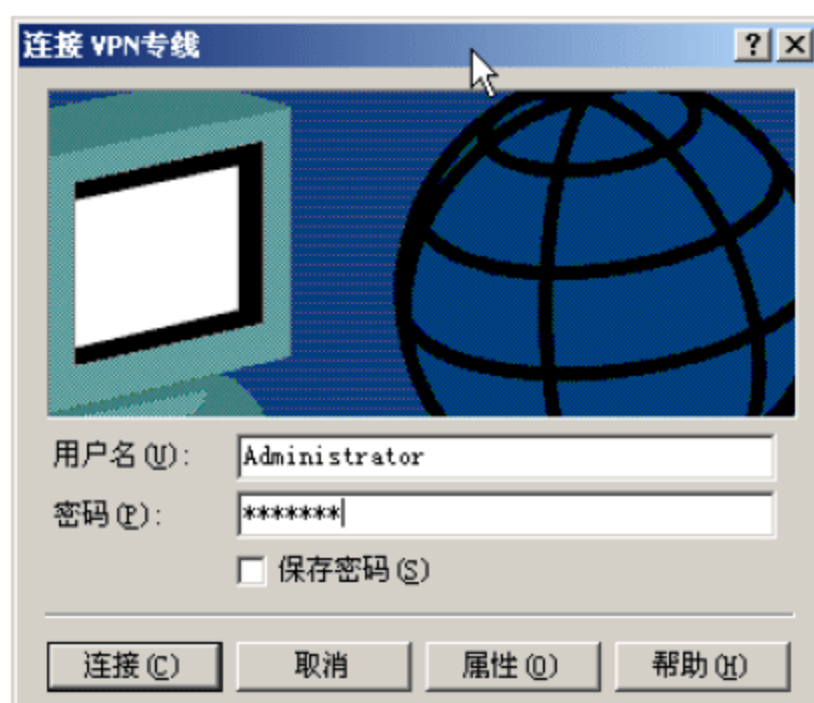 连接 VPN专线
用户名(U): Administrator
密码(P): *******
保存密码(S)
连接(C) 取消 属性(O) 帮助(H)